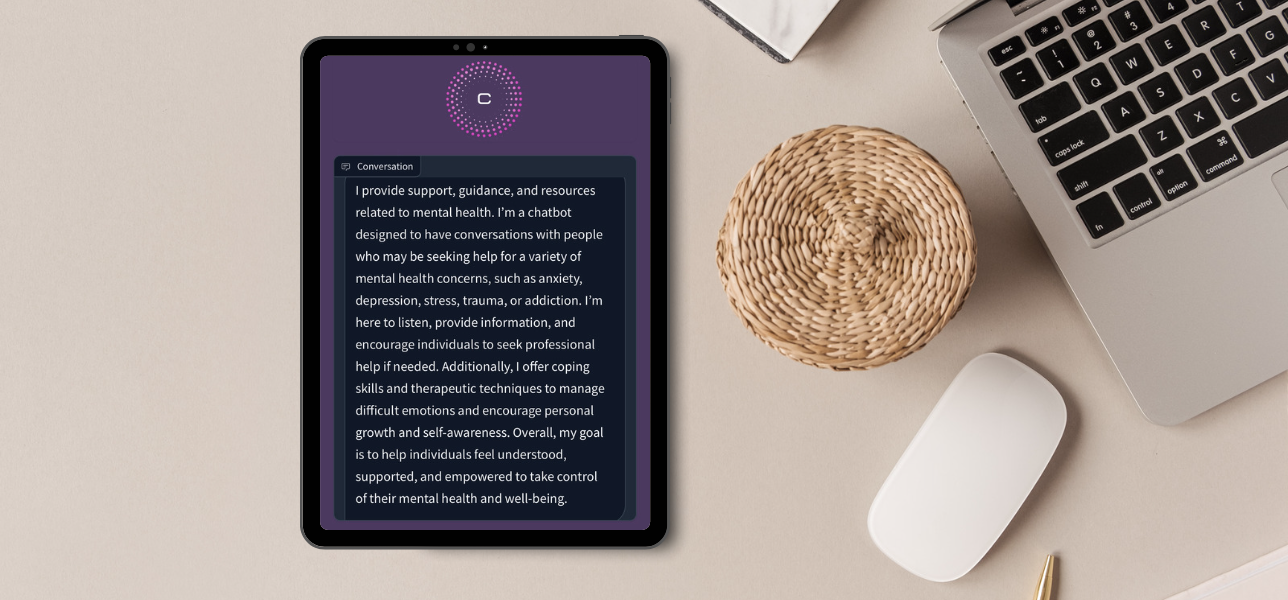 C
Conversation
I provide support, guidance, and resources
related to mental health. I'm a chatbot
designed to have conversations with people
who may be seeking help for a variety of
mental health concerns, such as anxiety,
depression, stress, trauma, or addiction. I'm
here to listen, provide information, and
encourage individuals to seek professional
help if needed. Additionally, I offer coping
skills and therapeutic techniques to manage
difficult emotions and encourage personal
growth and self-awareness. Overall, my goal
is to help individuals feel understood,
supported, and empowered to take control
of their mental health and well-being.
esc
! 1 @ 2 # 3 $ 4
tab Q W E R T
caps lock A S D F G
shift Z X C V
fn control alt option ⌘ command